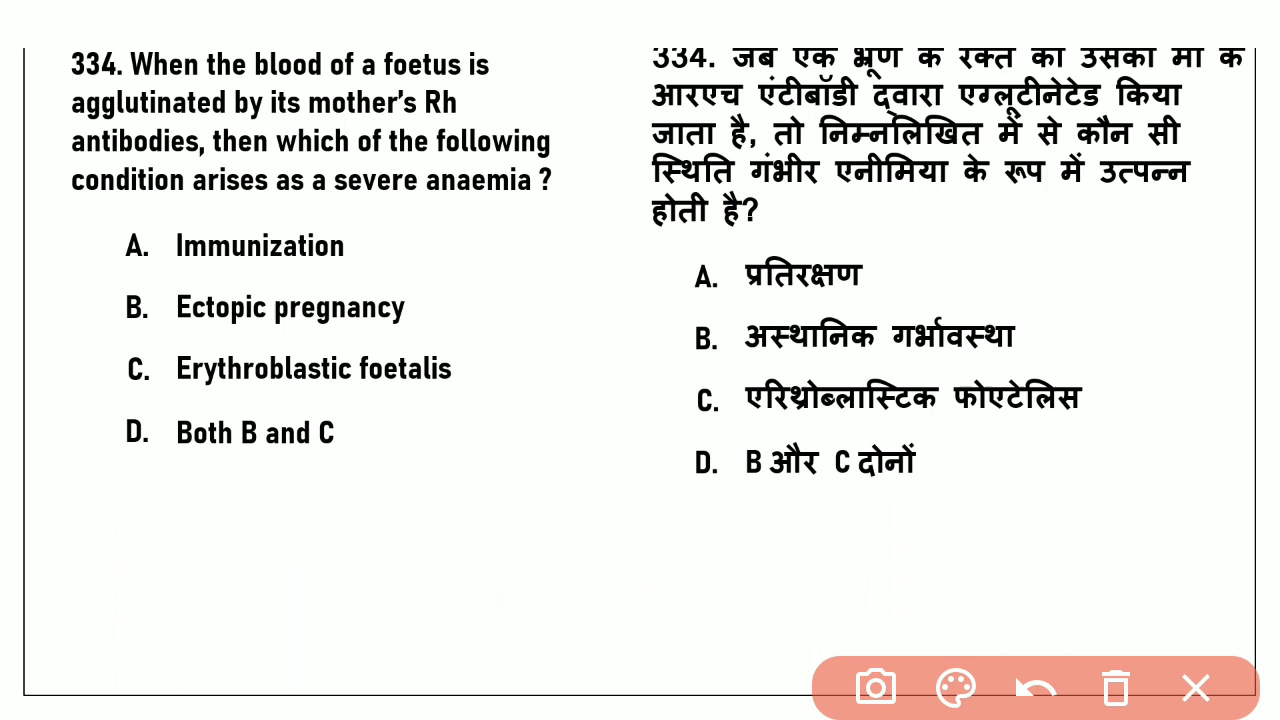 334. When the blood of a foetus is
agglutinated by its mother's Rh
antibodies, then which of the following
condition arises as a severe anaemia ?
A. Immunization
B. Ectopic pregnancy
C. Erythroblastic foetalis
D. Both B and C
334. जब एक भ्रूण के रक्त को उसकी मां के
आरएच एंटीबॉडी द्वारा एग्लूटीनेटेड किया
जाता है, तो निम्नलिखित में से कौन सी
स्थिति गंभीर एनीमिया के रूप में उत्पन्न
होती है?
A. प्रतिरक्षण
B. अस्थानिक गर्भावस्था
C. एरिथ्रोब्लास्टिक फोएटेलिस
D. B और C दोनों